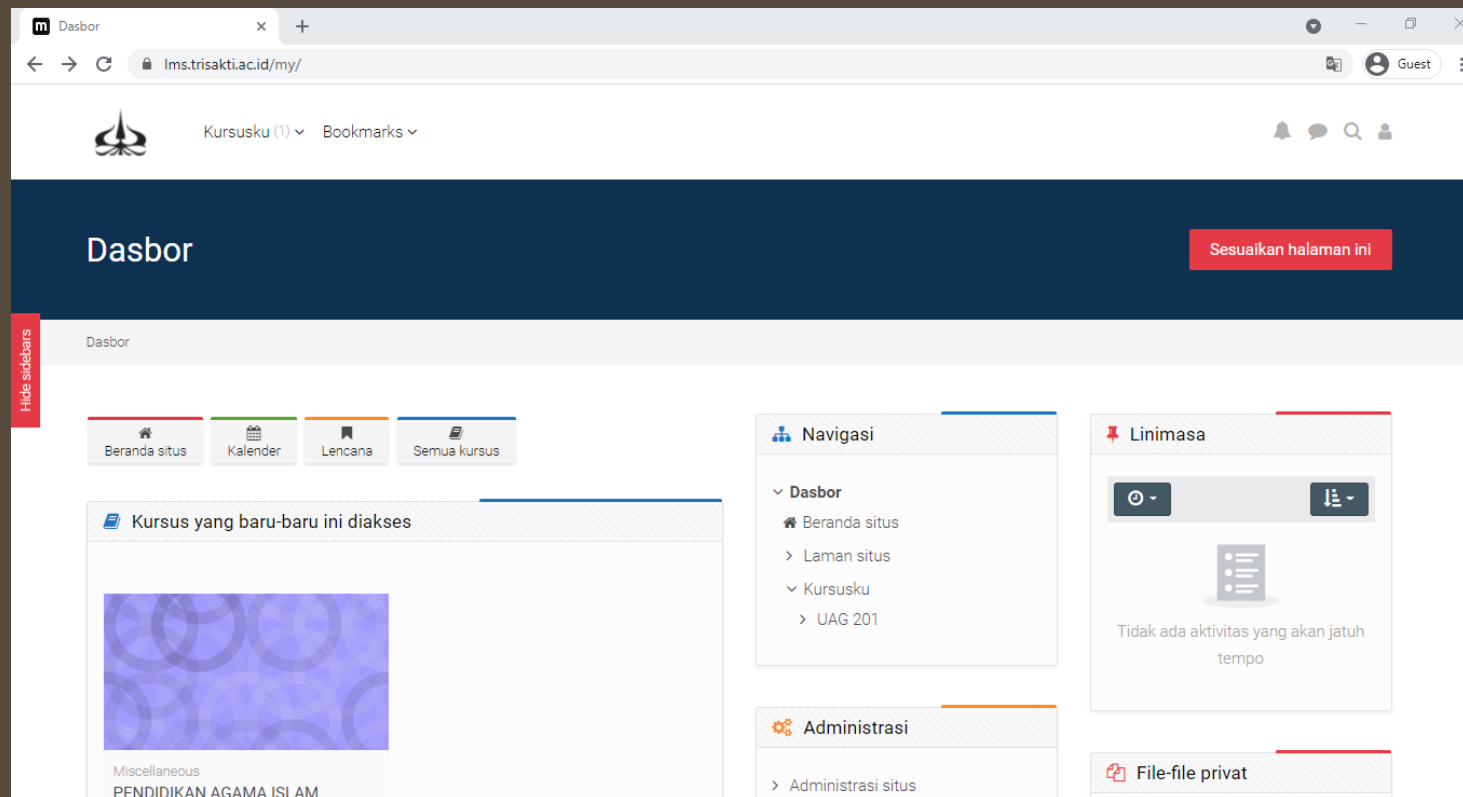 m Dasbor
lms.trisakti.ac.id/my/
Guest
Kursusku (1) Bookmarks
Dasbor
Sesuaikan halaman ini
Hide sidebars
Dasbor
Beranda situs
Kalender
Lencana
Semua kursus
Kursus yang baru-baru ini diakses
Miscellaneous
PENDIDIKAN AGAMA ISLAM
Navigasi
Dasbor
Beranda situs
Laman situs
Kursusku
UAG 201
Administrasi
Administrasi situs
Linimasa
Tidak ada aktivitas yang akan jatuh
tempo
File-file privat